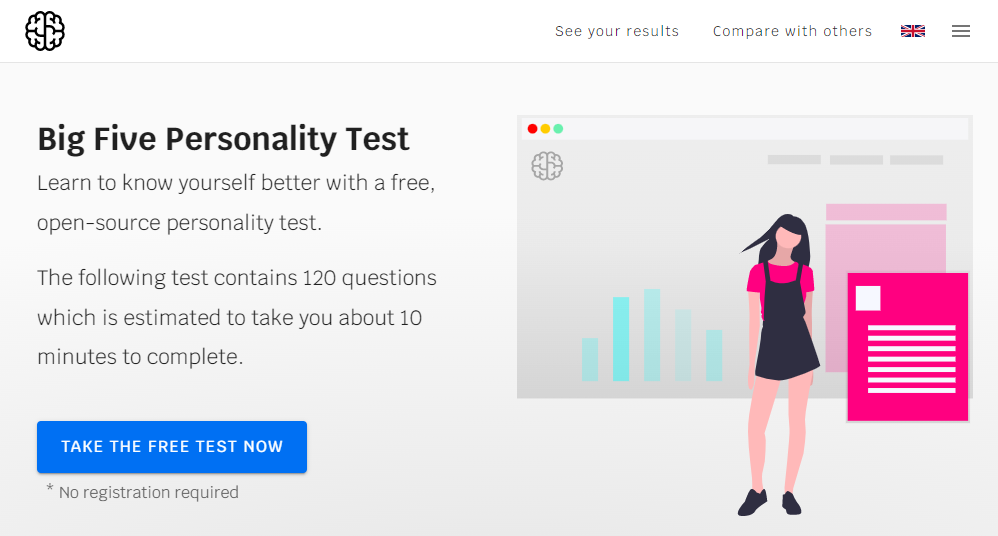 See your results
Compare with others
Big Five Personality Test
Learn to know yourself better with a free,
open-source personality test.
The following test contains 120 questions
which is estimated to take you about 10
minutes to complete.
TAKE THE FREE TEST NOW
* No registration required